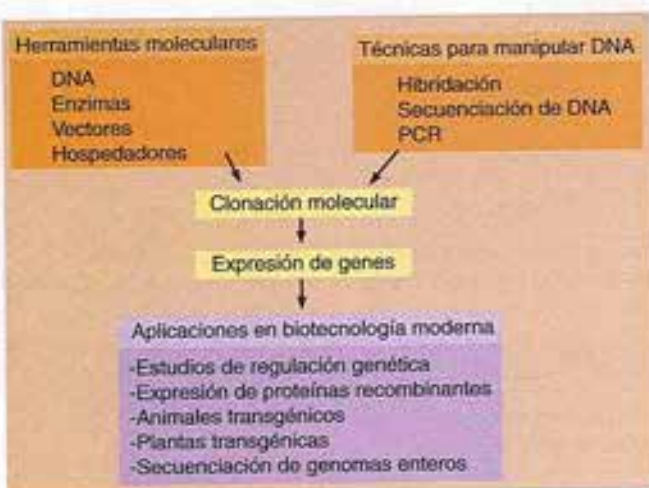 Herramientas moleculares
DNA
Enzimas
Vectores
Hospedadores
Técnicas para manipular DNA
Hibridación
Secuenciación de DNA
PCR
Clonación molecular
Expresión de genes
Aplicaciones en biotecnología moderna
-Estudios de regulación genética
-Expresión de proteínas recombinantes
-Animales transgénicos
-Plantas transgénicas
-Secuenciación de genomas enteros